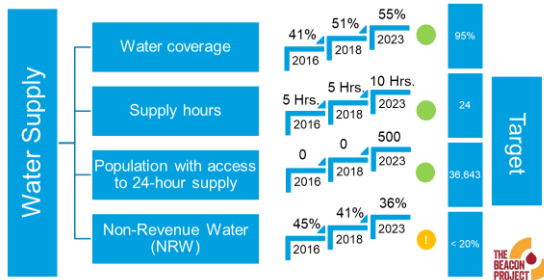 Water Supply
Water coverage
41%
2016
51%
2018
55%
2023
95%
Supply hours
5 Hrs.
2016
5 Hrs.
2018
10 Hrs.
2023
24
Population with access
to 24-hour supply
0
2016
0
2018
500
2023
36,643
Non-Revenue Water
(NRW)
45%
2016
41%
2018
36%
2023
!
< 20%
Target
THE
BEACON
PROJECT